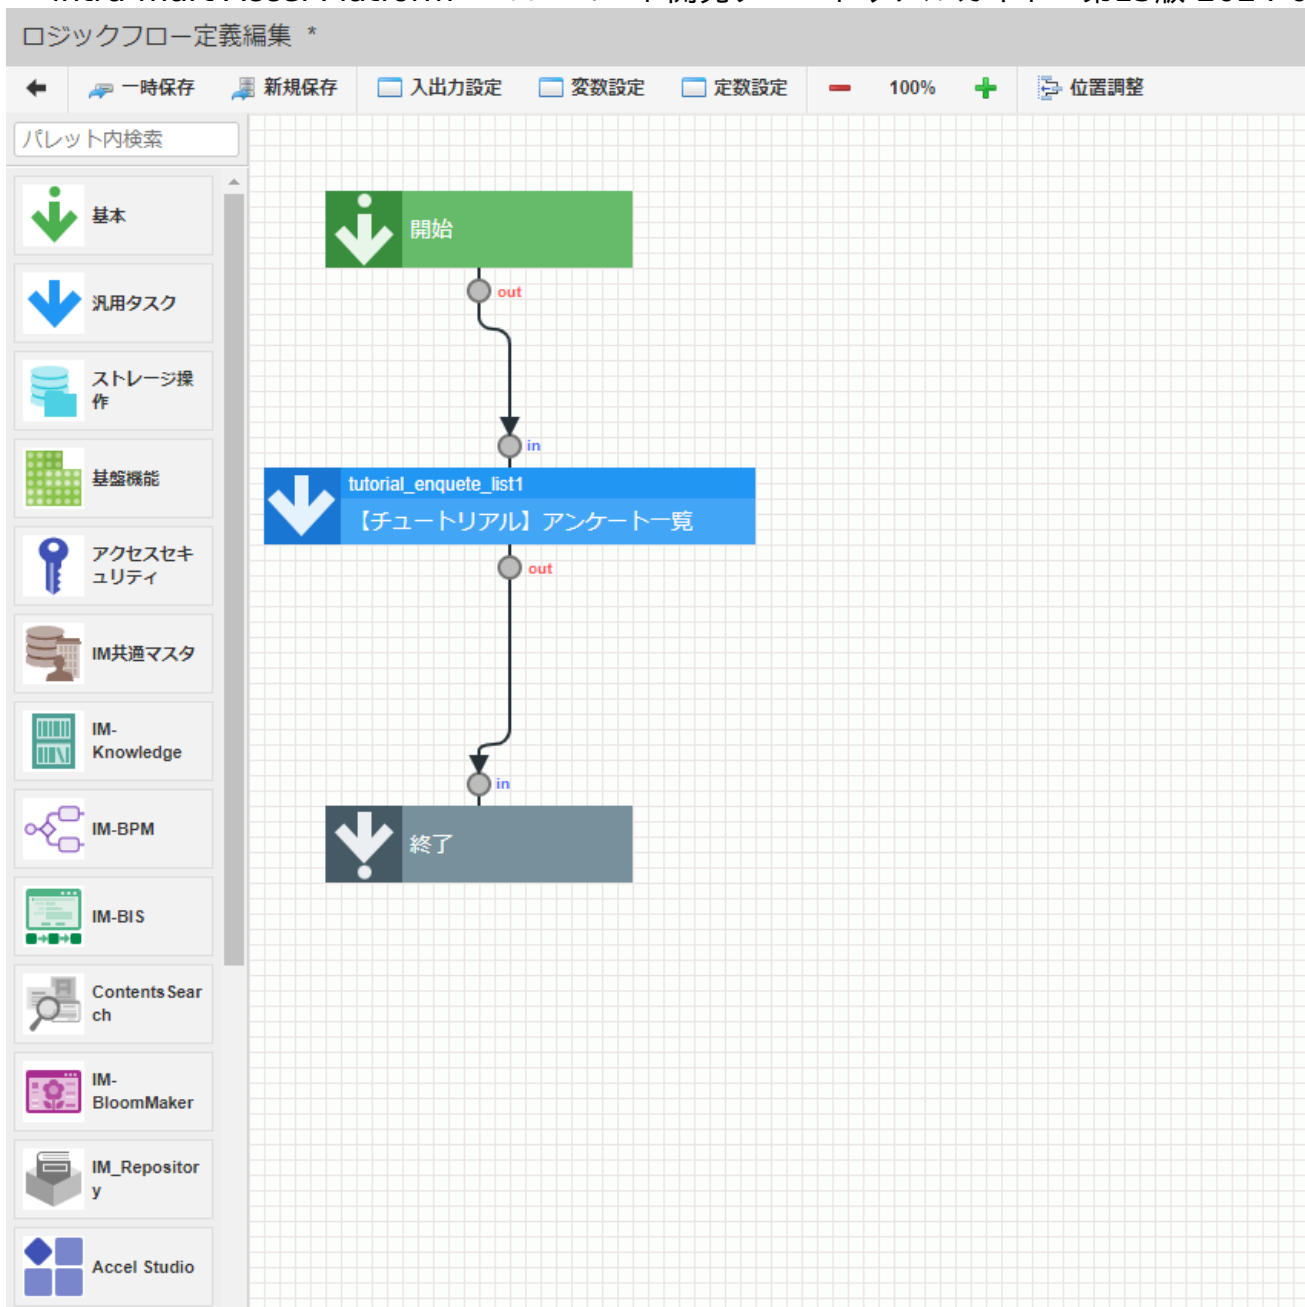 ロジックフロー定義編集 *
一時保存 新規保存 入出力設定 変数設定 定数設定 100% 位置調整
パレット内検索
基本
汎用タスク
ストレージ操
作
基盤機能
アクセスセキ
ュリティ
IM共通マスタ
IM-
Knowledge
IM-BPM
IM-BIS
ContentsSear
ch
IM-
BloomMaker
IM_Repositor
y
Accel Studio
開始
out
in
tutorial_enquete_list1
【チュートリアル】アンケート一覧
out
in
終了